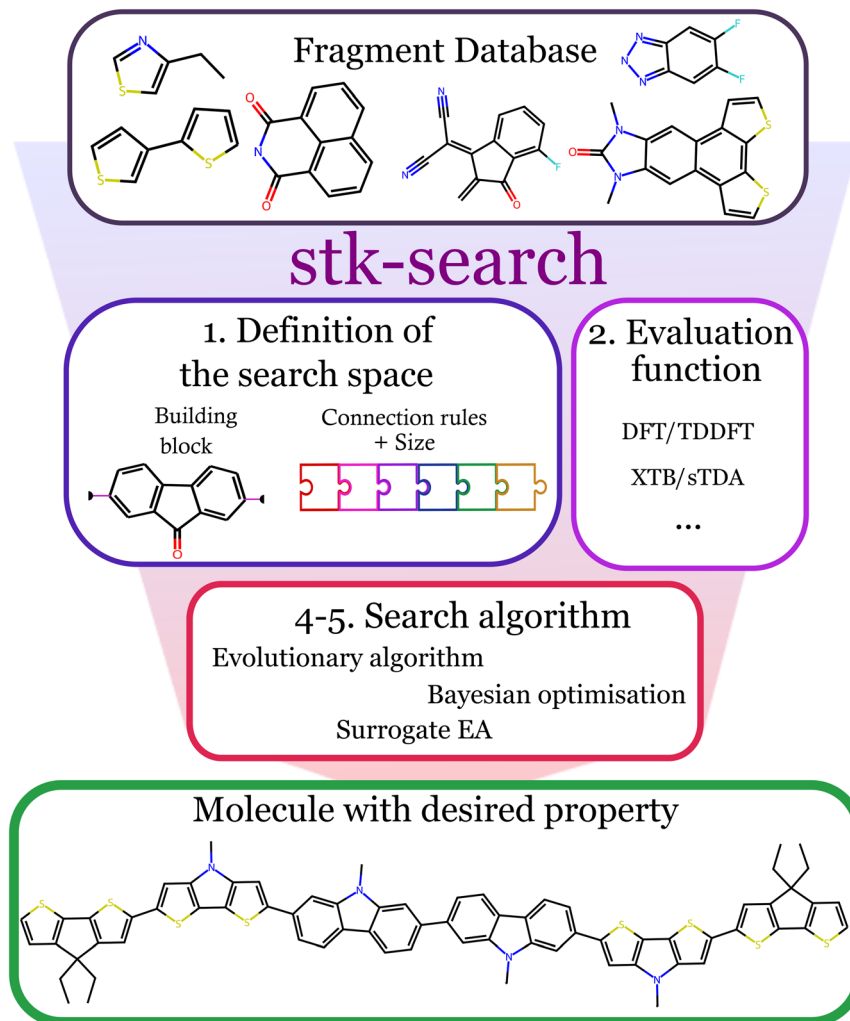 Fragment Database
N
S
S
S
O
N
O
N
N
F
O
N
N
N
F
F
N
O
N
S
S
stk-search
1. Definition of
the search space
Building
block
O
Connection rules
+ Size
2. Evaluation
function
DFT/TDDFT
XTB/sTDA
...
4-5. Search algorithm
Evolutionary algorithm
Bayesian optimisation
Surrogate EA
Molecule with desired property
S
S
N
S
S
N
N
S
S
N
S
S